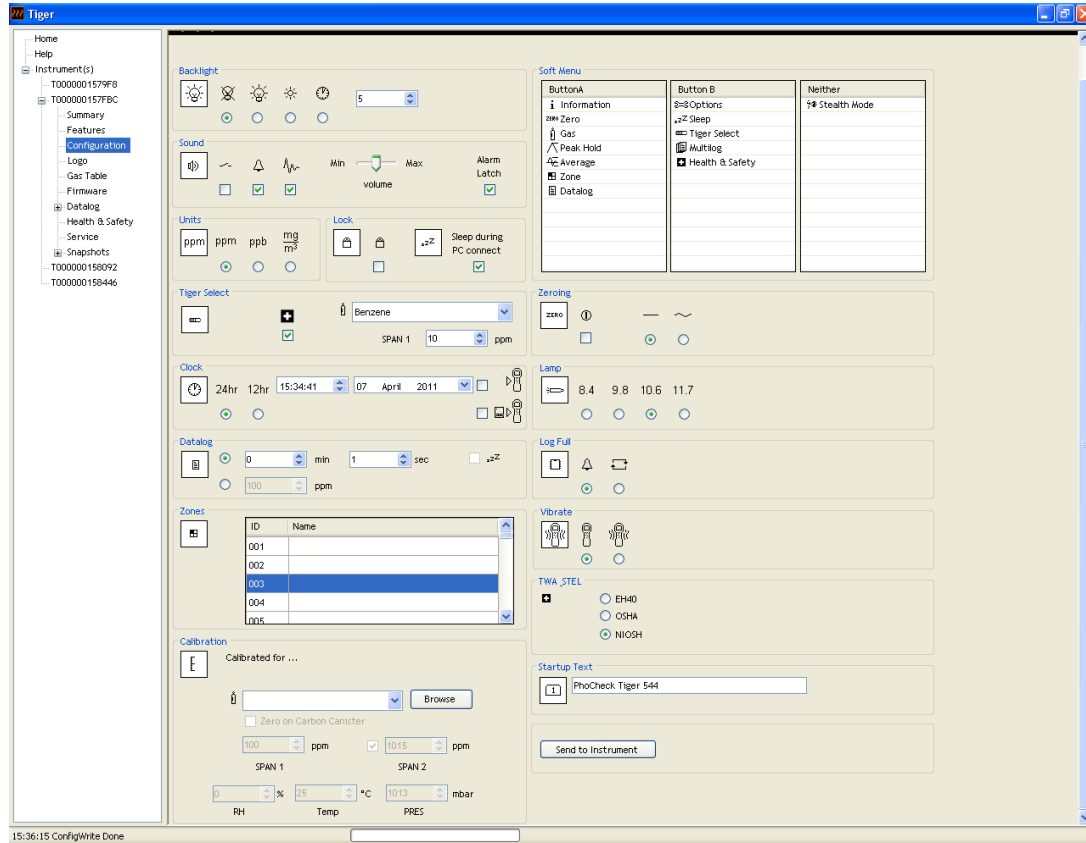 Tiger
Home
Help
Instrument(s)
T0000001579F8
T000000157FBC
Summary
Features
Configuration
Logo
Gas Table
Firmware
Datalog
Health & Safety
Service
Snapshots
T000000158092
T000000158446
Backlight
5
Sound
Min
Max
volume
Alarm
Latch
Units
ppm
ppm
ppb
mg
m3
Lock
zZ
Sleep during
PC connect
Tiger Select
Benzene
SPAN 1
10
ppm
Clock
24hr
12hr
15:34:41
07 April 2011
Datalog
0
min
1
sec
zZ
100
ppm
Zones
ID
Name
001
002
003
004
005
Calibration
Calibrated for ...
Browse
Zero on Carbon Canister
100
ppm
1015
ppm
SPAN 1
SPAN 2
0
%
25
°C
1013
mbar
RH
Temp
PRES
Soft Menu
ButtonA
Button B
Neither
i Information
Options
Stealth Mode
ZERO Zero
zZ Sleep
Gas
Tiger Select
Peak Hold
Multilog
Average
Health & Safety
Zone
Datalog
Zeroing
ZERO
Lamp
8.4
9.8
10.6
11.7
Log Full
Vibrate
TWA_STEL
EH40
OSHA
NIOSH
Startup Text
1
PhoCheck Tiger 544
Send to Instrument
15:36:15 ConfigWrite Done